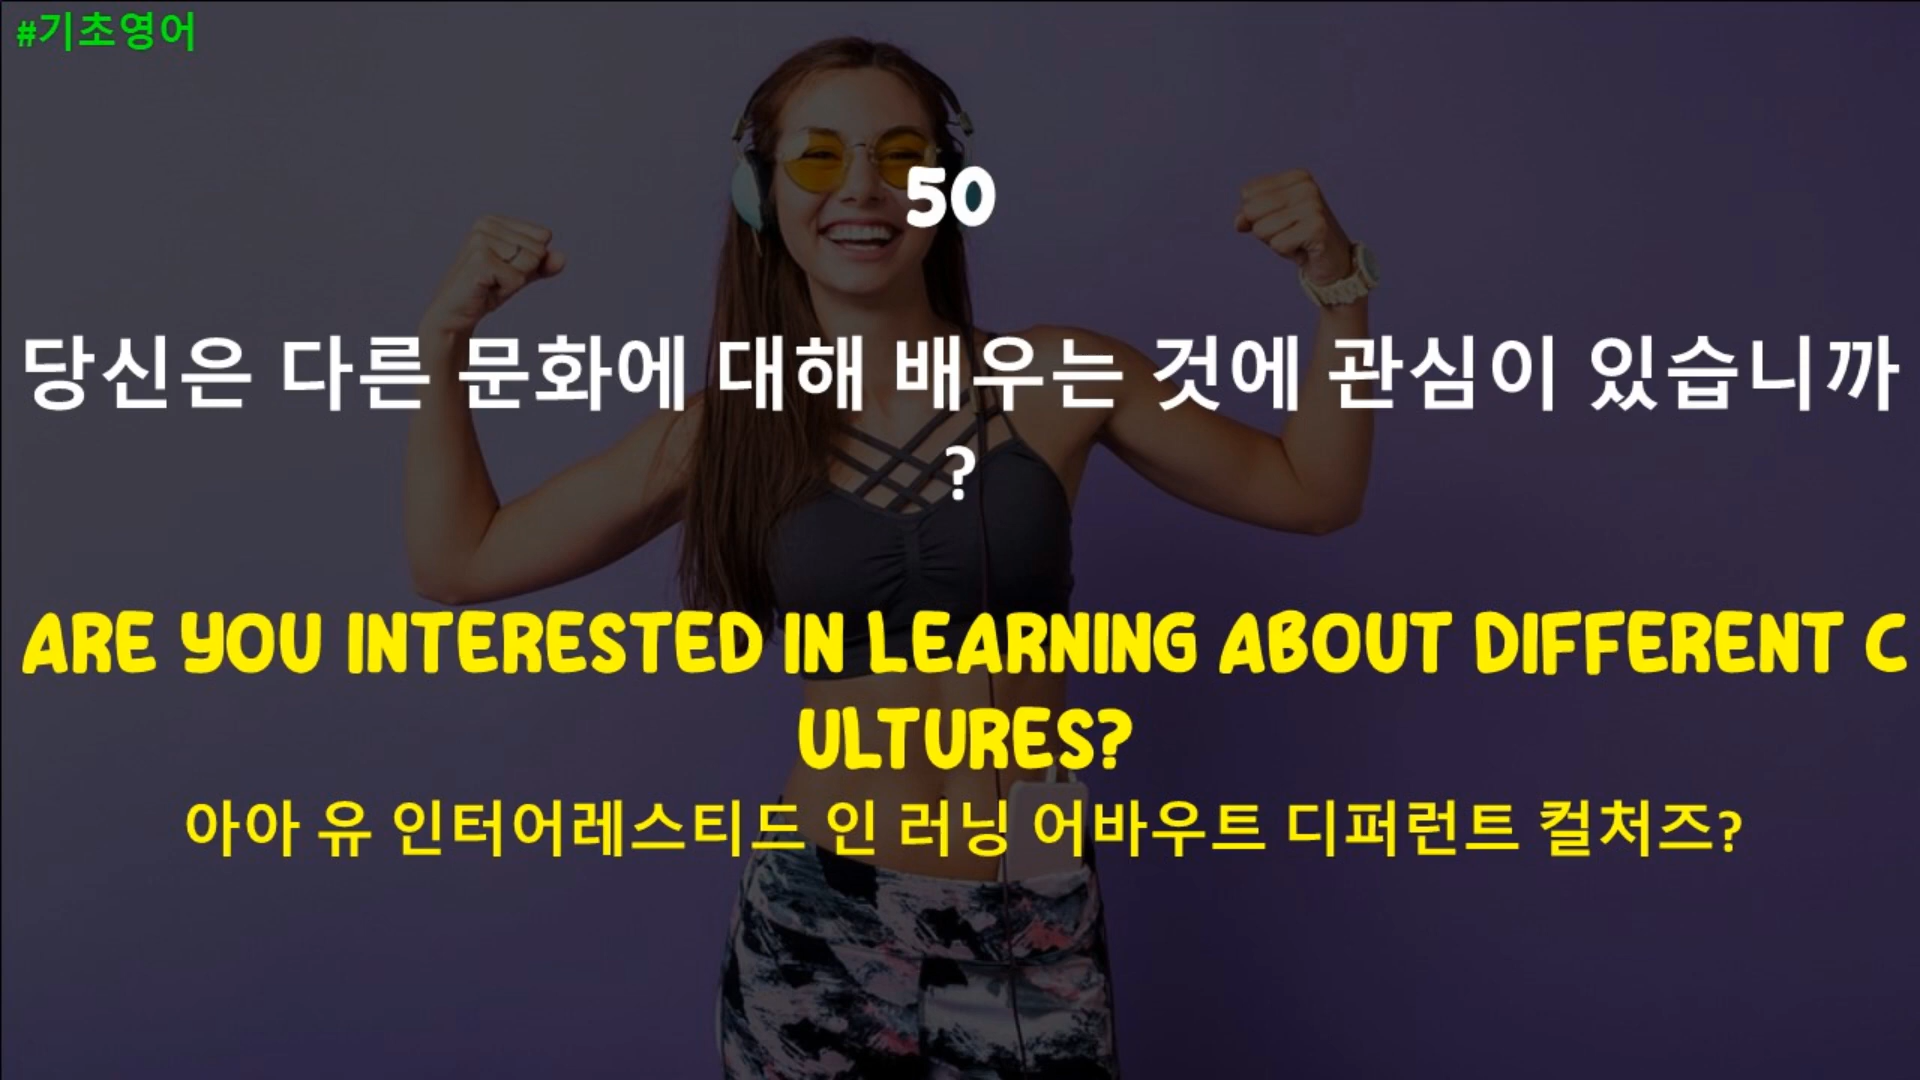 #기초영어
50
당신은 다른 문화에 대해 배우는 것에 관심이 있습니까
?
ARE YOU INTERESTED IN LEARNING ABOUT DIFFERENT C
ULTURES?
아아 유 인터어레스티드 인 러닝 어바우트 디퍼런트 컬처즈?